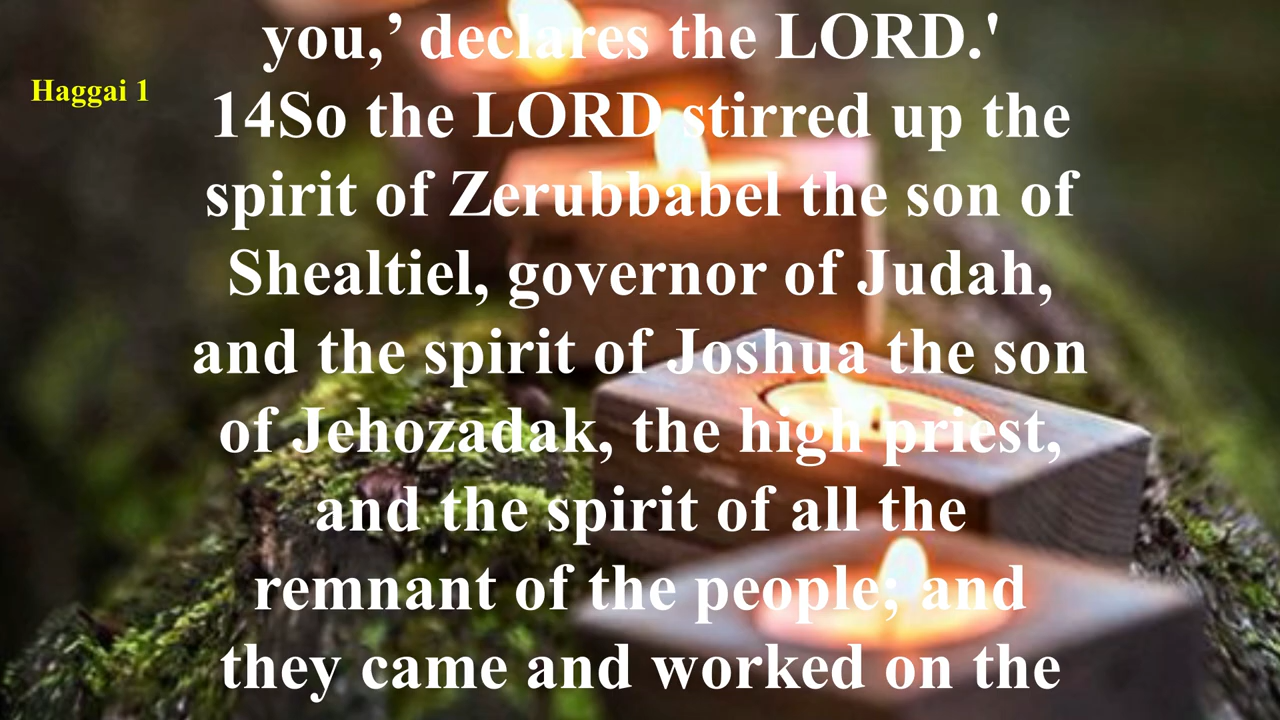 you,’ declares the LORD.'
Haggai 1
14So the LORD stirred up the
spirit of Zerubbabel the son of
Shealtiel, governor of Judah,
and the spirit of Joshua the son
of Jehozadak, the high priest,
and the spirit of all the
remnant of the people; and
they came and worked on the